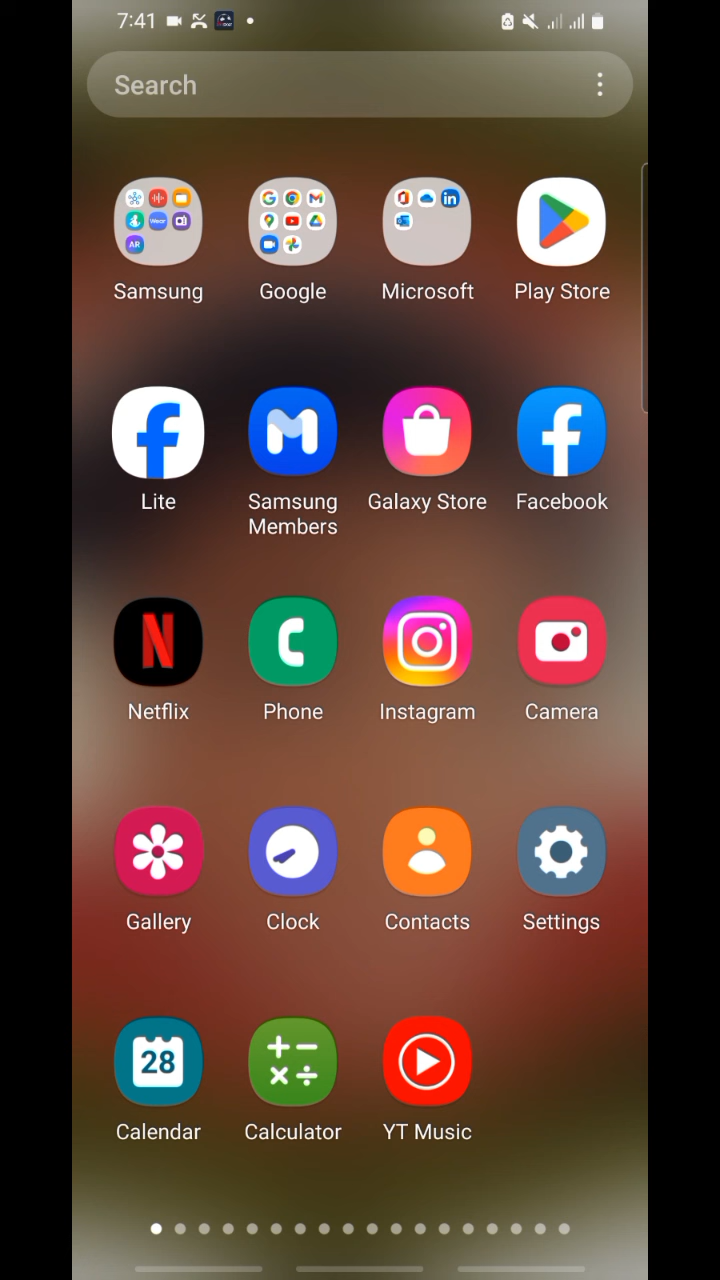 7:41
Search
Samsung
Google
Microsoft
Play Store
Lite
Samsung
Members
Galaxy Store
Facebook
Netflix
Phone
Instagram
Camera
Gallery
Clock
Contacts
Settings
28
Calendar
Calculator
YT Music